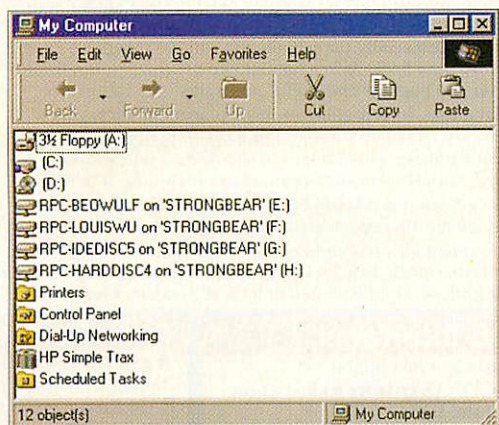 My Computer
File Edit View Go Favorites Help
Back Forward Up Cut Copy Paste
3½ Floppy (A:)
(C:)
(D:)
RPC-BEOWULF on 'STRONGBEAR' (E:)
RPC-LOUISWU on 'STRONGBEAR' (F:)
RPC-IDEDISC5 on 'STRONGBEAR' (G:)
RPC-HARDDISC4 on 'STRONGBEAR' (H:)
Printers
Control Panel
Dial-Up Networking
HP Simple Trax
Scheduled Tasks
12 object(s) My Computer